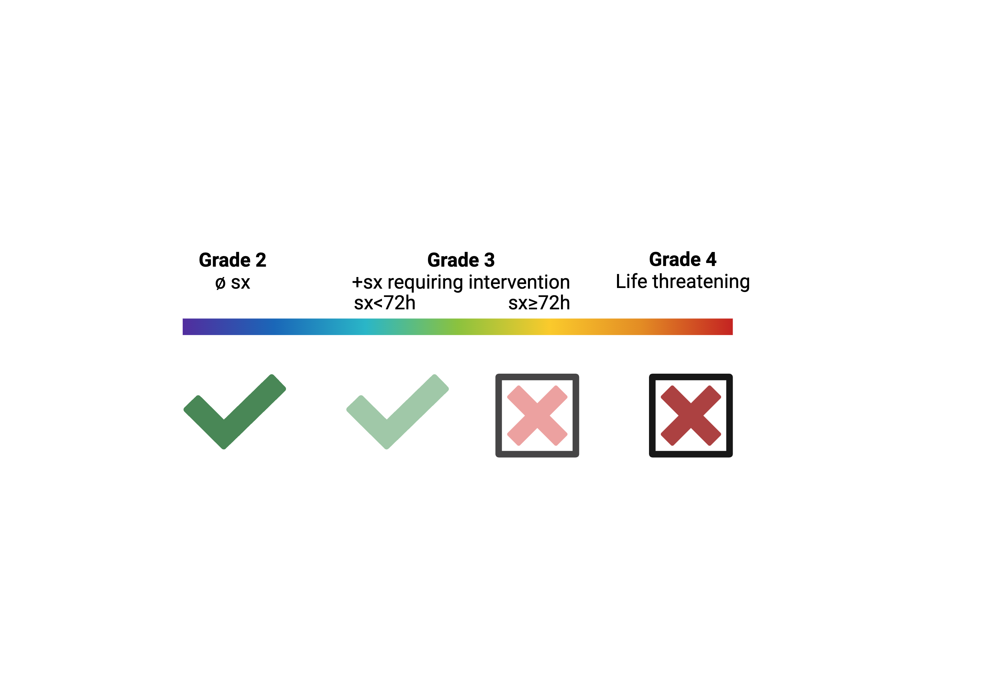 Grade 2
ø sx
Grade 3
+sx requiring intervention
sx<72h sx≥72h
Grade 4
Life threatening